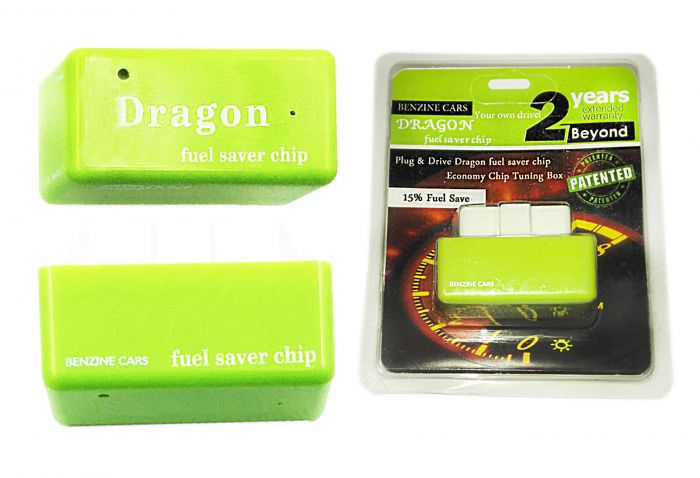 Dragon
fuel saver chip
BENZINE CARS
fuel saver chip
BENZINE CARS
Your own drive!
DRAGON
fuel saver chip
2 years
extended
warranty
Beyond
Plug & Drive Dragon fuel saver chip
Economy Chip Tuning Box
15% Fuel Save
PATENTED
PATENTED
PATENTED
BENZINE CARS